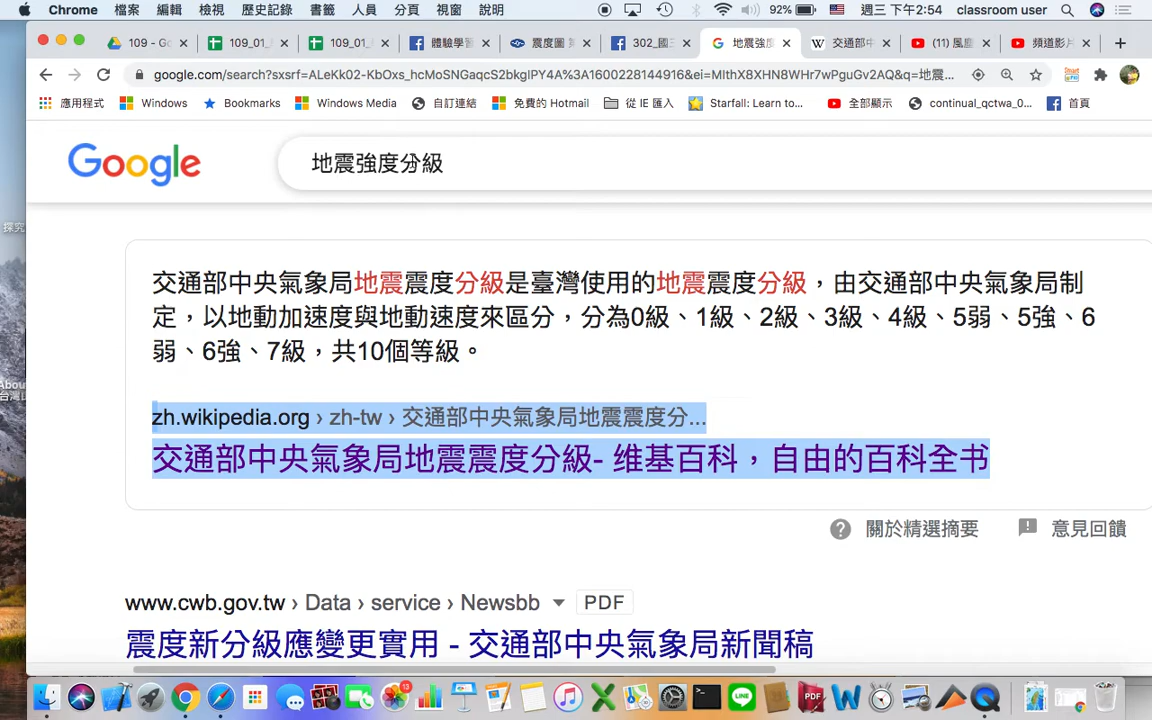 Chrome 檔案 編輯 檢視 歷史記錄 書籤 人員 分頁 視窗 說明 92% 週三 下午2:54 classroom user
109 - Go 109_01_ 109_01_ 體驗學習 震度圖 302_國三 地震強度 交通部中 (11) 風 頻道影片
google.com/search?sxsrf=ALeKk02-KbOxs_hcMoSNGaqcS2bkgIPY4A%3A1600228144916&ei=MIthX8XHN8WHr7wPguGv2AQ&q=地震...
應用程式 Windows Bookmarks Windows Media 自訂連結 免費的 Hotmail 從 IE 匯入 Starfall: Learn to... 全部顯示 continual_qctwa_0... 首頁
Google 地震強度分級
探究
交通部中央氣象局地震震度分級是臺灣使用的地震震度分級，由交通部中央氣象局制
定，以地動加速度與地動速度來區分，分為0級、1級、2級、3級、4級、5弱、5強、6
弱、6強、7級，共10個等級。
About
台灣
zh.wikipedia.org › zh-tw › 交通部中央氣象局地震震度分...
交通部中央氣象局地震震度分級- 维基百科，自由的百科全书
關於精選摘要 意見回饋
www.cwb.gov.tw › Data › service › Newsbb PDF
震度新分級應變更實用 - 交通部中央氣象局新聞稿